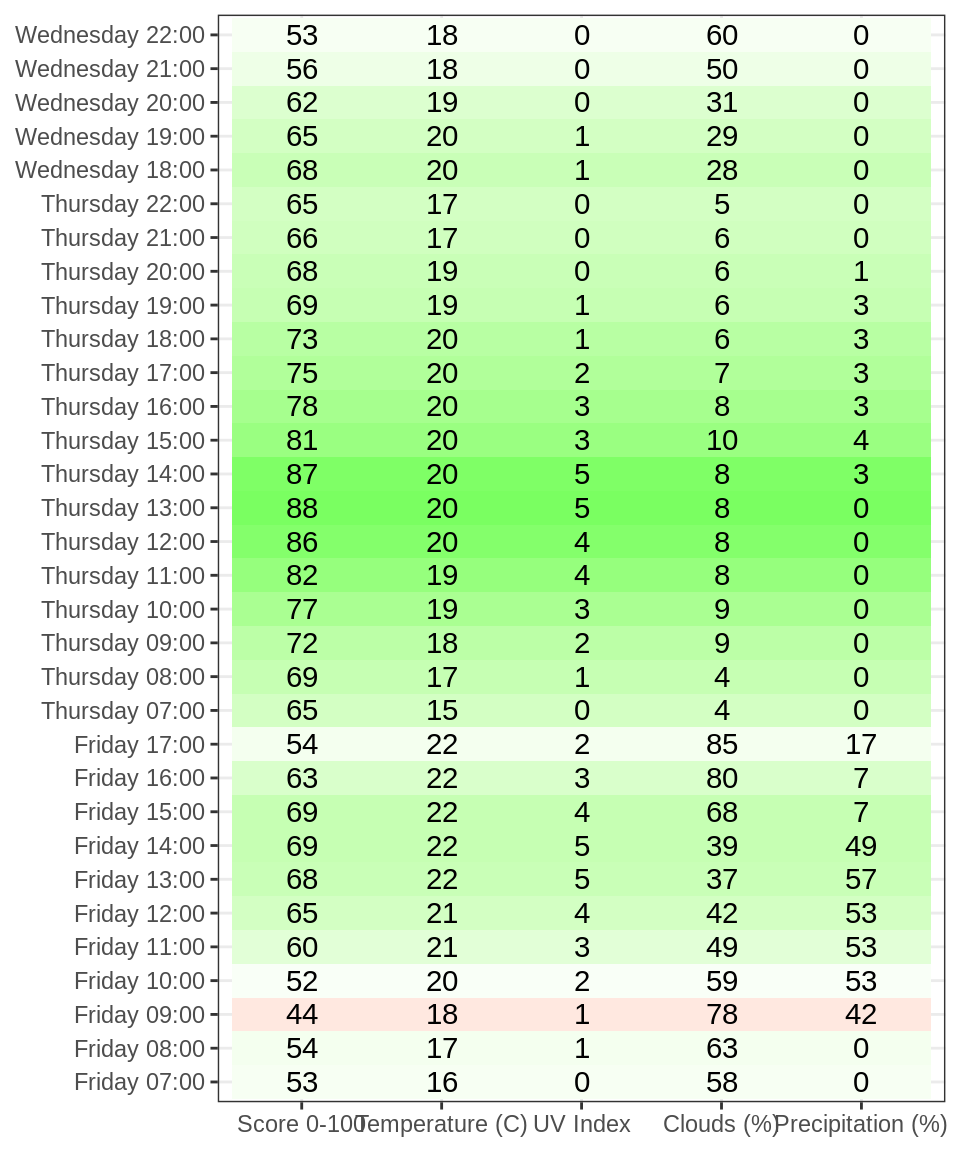 Wednesday 22:00 53 18 0 60 0
Wednesday 21:00 56 18 0 50 0
Wednesday 20:00 62 19 0 31 0
Wednesday 19:00 65 20 1 29 0
Wednesday 18:00 68 20 1 28 0
Thursday 22:00 65 17 0 5 0
Thursday 21:00 66 17 0 6 0
Thursday 20:00 68 19 0 6 1
Thursday 19:00 69 19 1 6 3
Thursday 18:00 73 20 1 6 3
Thursday 17:00 75 20 2 7 3
Thursday 16:00 78 20 3 8 3
Thursday 15:00 81 20 3 10 4
Thursday 14:00 87 20 5 8 3
Thursday 13:00 88 20 5 8 0
Thursday 12:00 86 20 4 8 0
Thursday 11:00 82 19 4 8 0
Thursday 10:00 77 19 3 9 0
Thursday 09:00 72 18 2 9 0
Thursday 08:00 69 17 1 4 0
Thursday 07:00 65 15 0 4 0
Friday 17:00 54 22 2 85 17
Friday 16:00 63 22 3 80 7
Friday 15:00 69 22 4 68 7
Friday 14:00 69 22 5 39 49
Friday 13:00 68 22 5 37 57
Friday 12:00 65 21 4 42 53
Friday 11:00 60 21 3 49 53
Friday 10:00 52 20 2 59 53
Friday 09:00 44 18 1 78 42
Friday 08:00 54 17 1 63 0
Friday 07:00 53 16 0 58 0
Score 0-100 Temperature (C) UV Index Clouds (%) Precipitation (%)